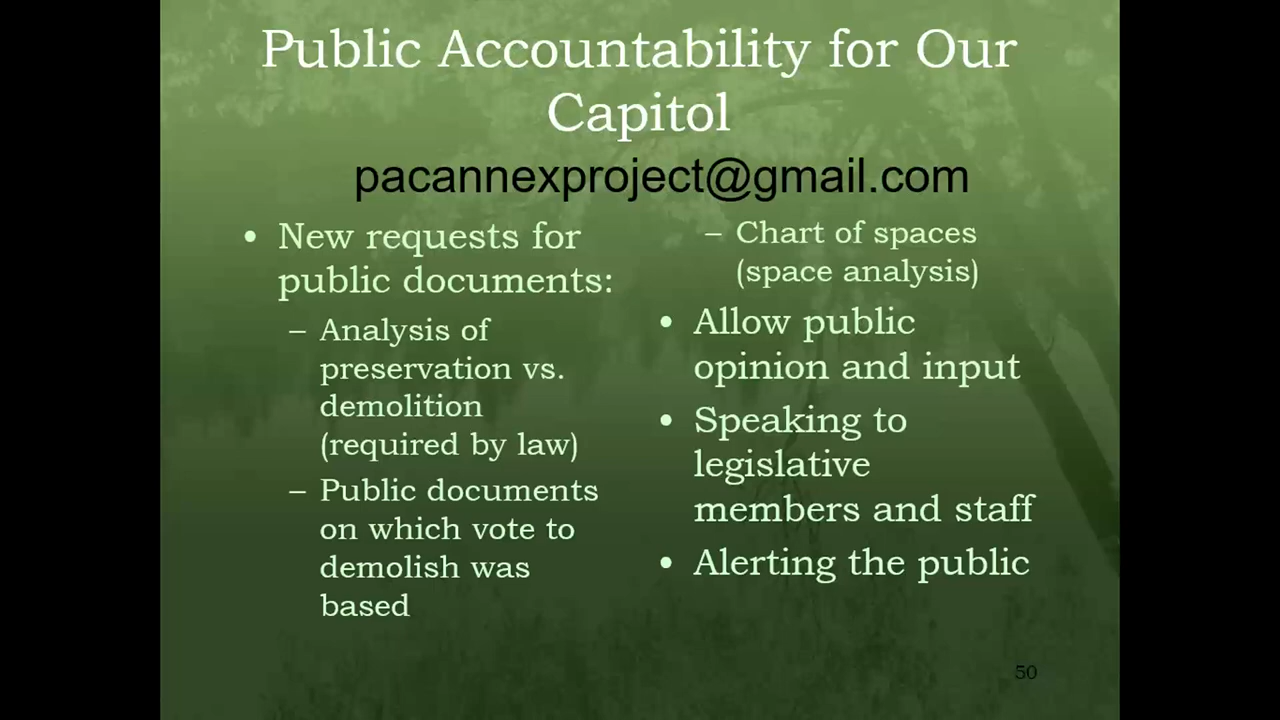 Public Accountability for Our
Capitol
pacannexproject@gmail.com
• New requests for
public documents:
– Analysis of
preservation vs.
demolition
(required by law)
– Public documents
on which vote to
demolish was
based
– Chart of spaces
(space analysis)
• Allow public
opinion and input
• Speaking to
legislative
members and staff
• Alerting the public
50